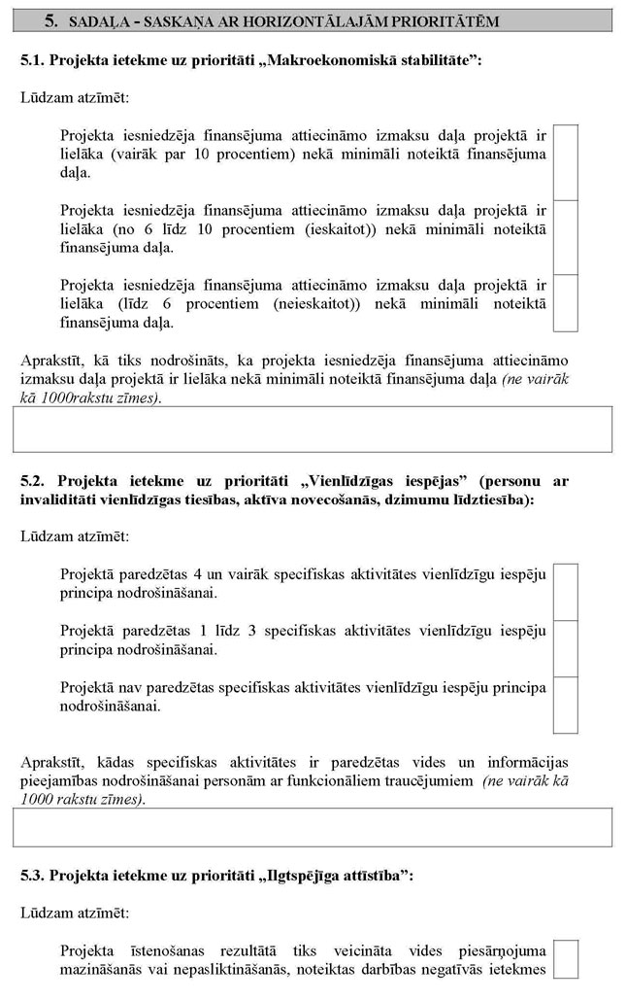 5. SADAĻA - SASKAŅA AR HORIZONTĀLAJĀM PRIORITĀTĒM
5.1. Projekta ietekme uz prioritāti „Makroekonomiskā stabilitāte”:
Lūdzam atzīmēt:
Projekta iesniedzēja finansējuma attiecināmo izmaksu daļa projektā ir
lielāka (vairāk par 10 procentiem) nekā minimāli noteiktā finansējuma
daļa.
Projekta iesniedzēja finansējuma attiecināmo izmaksu daļa projektā ir
lielāka (no 6 līdz 10 procentiem (ieskaitot)) nekā minimāli noteiktā
finansējuma daļa.
Projekta iesniedzēja finansējuma attiecināmo izmaksu daļa projektā ir
lielāka (līdz 6 procentiem (neieskaitot)) nekā minimāli noteiktā
finansējuma daļa.
Aprakstīt, kā tiks nodrošināts, ka projekta iesniedzēja finansējuma attiecināmo
izmaksu daļa projektā ir lielāka nekā minimāli noteiktā finansējuma daļa (ne vairāk
kā 1000rakstu zīmes).
5.2. Projekta ietekme uz prioritāti „Vienlīdzīgas iespējas” (personu ar
invaliditāti vienlīdzīgas tiesības, aktīva novecošanās, dzimumu līdztiesība):
Lūdzam atzīmēt:
Projektā paredzētas 4 un vairāk specifiskas aktivitātes vienlīdzīgu iespēju
principa nodrošināšanai.
Projektā paredzētas 1 līdz 3 specifiskas aktivitātes vienlīdzīgu iespēju
principa nodrošināšanai.
Projektā nav paredzētas specifiskas aktivitātes vienlīdzīgu iespēju principa
nodrošināšanai.
Aprakstīt, kādas specifiskas aktivitātes ir paredzētas vides un informācijas
pieejamības nodrošināšanai personām ar funkcionāliem traucējumiem (ne vairāk kā
1000 rakstu zīmes).
5.3. Projekta ietekme uz prioritāti „Ilgtspējīga attīstība”:
Lūdzam atzīmēt:
Projekta īstenošanas rezultātā tiks veicināta vides piesārņojuma
mazināšanās vai nepasliktināšanās, noteiktas darbības negatīvās ietekmes